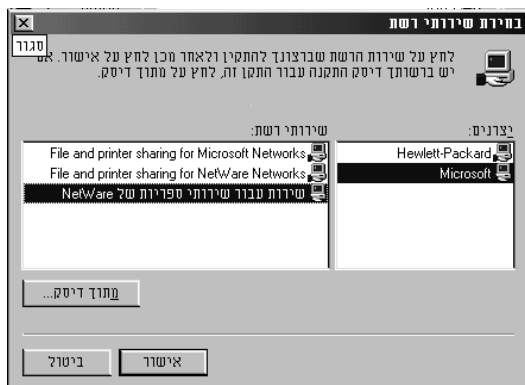 בחירת שירותי רשת
סגור
לחץ על שירות הרשת שברצונך להתקין ולאחר מכן לחץ על אישור. אם
יש ברשותך דיסק התקנה עבור התקן זה, לחץ על מתוך דיסק.
יצרנים:
Hewlett-Packard
Microsoft
שירותי רשת:
File and printer sharing for Microsoft Networks
File and printer sharing for NetWare Networks
שירות עבור שירותי ספריות של NetWare
מתוך דיסק...
אישור
ביטול